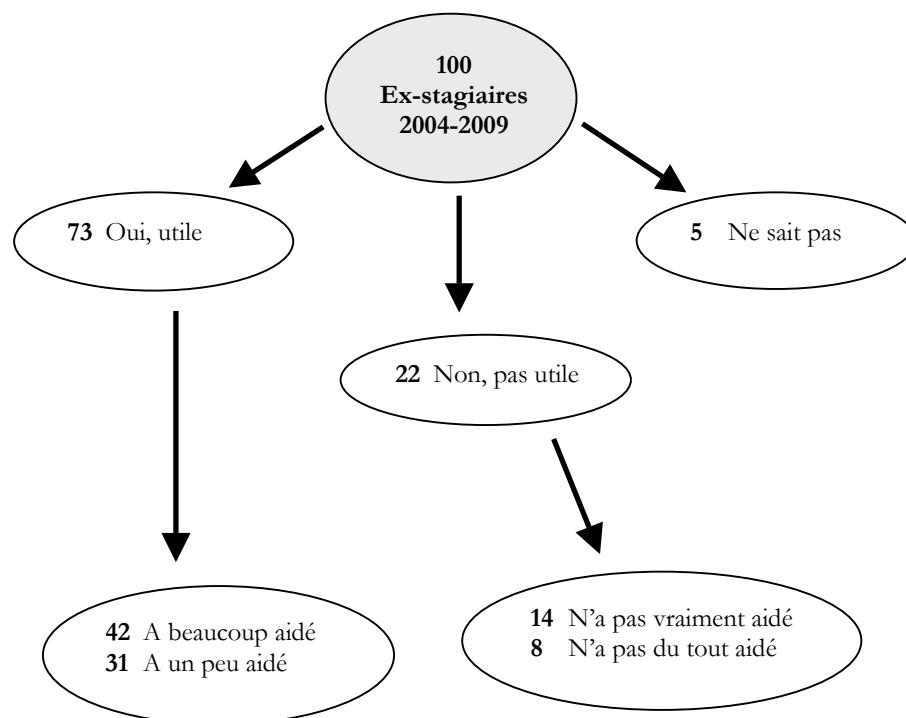 100
Ex-stagiaires
2004-2009
73 Oui, utile
5 Ne sait pas
22 Non, pas utile
42 A beaucoup aidé
31 A un peu aidé
14 N’a pas vraiment aidé
8 N’a pas du tout aidé